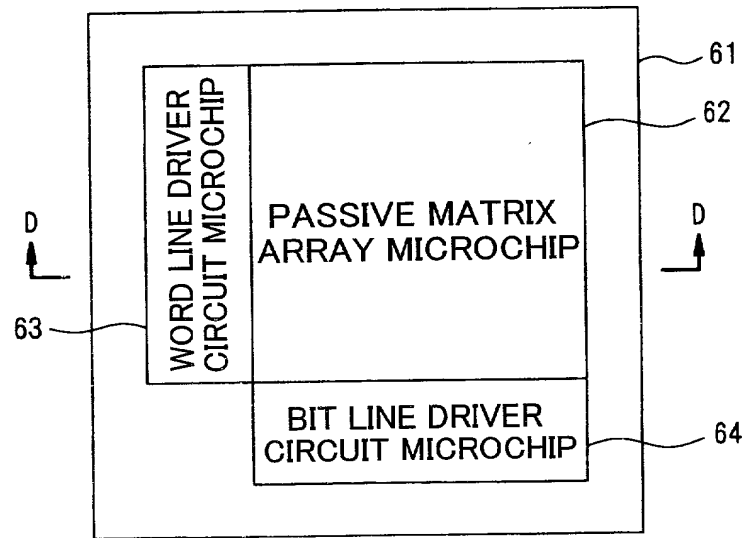 61
62
WORD LINE DRIVER
CIRCUIT MICROCHIP
PASSIVE MATRIX
ARRAY MICROCHIP
D
D
63
BIT LINE DRIVER
CIRCUIT MICROCHIP
64